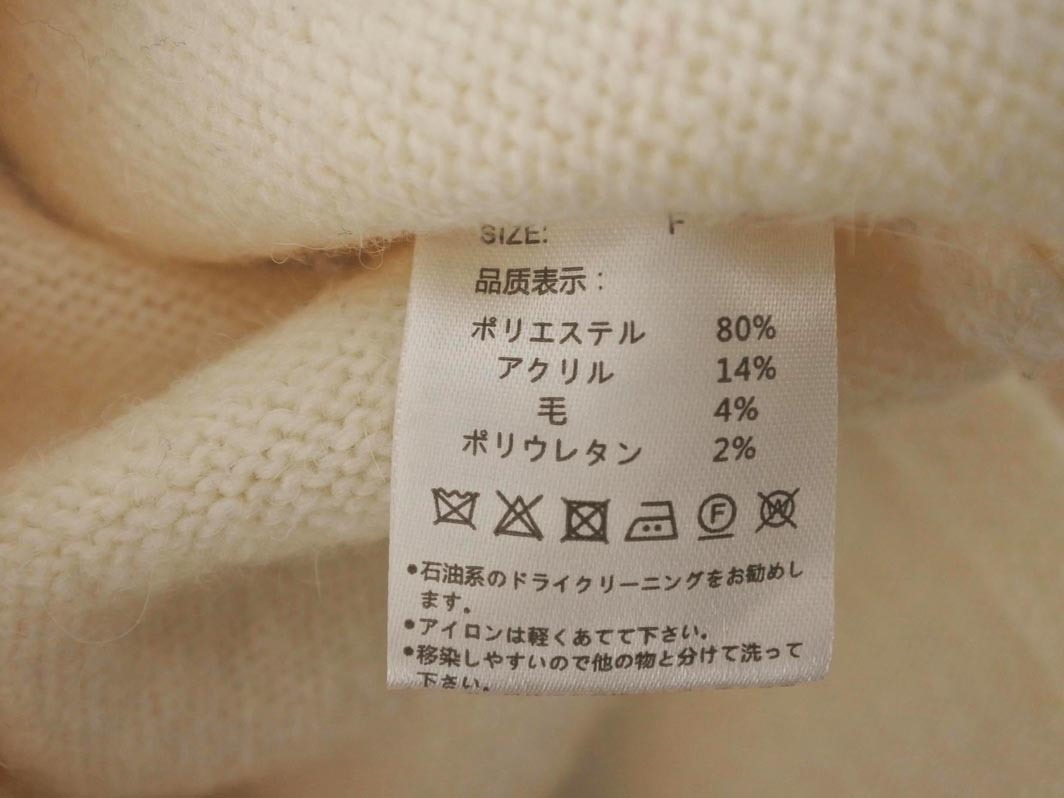 SIZE: F
品质表示：
ポリエステル 80%
アクリル 14%
毛 4%
ポリウレタン 2%
F W
•石油系のドライクリーニングをお勧めし
ます。
•アイロンは軽くあてて下さい。
•移染しやすいので他の物と分けて洗って
下さい。